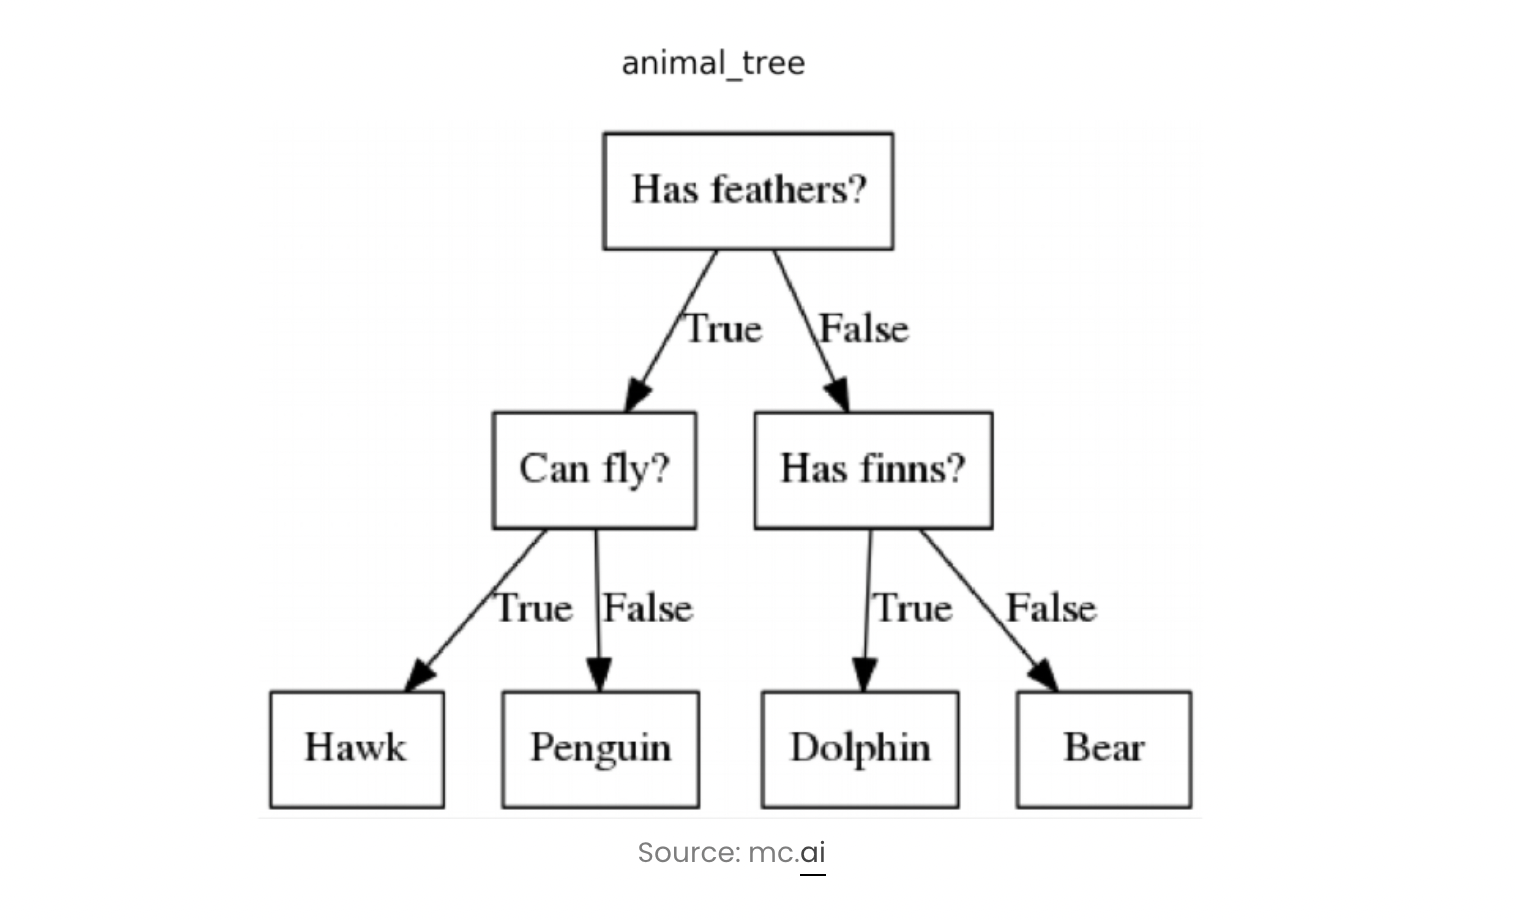 animal_tree
Has feathers?
True False
Can fly? Has finns?
True False True False
Hawk Penguin Dolphin Bear
Source: mc.ai